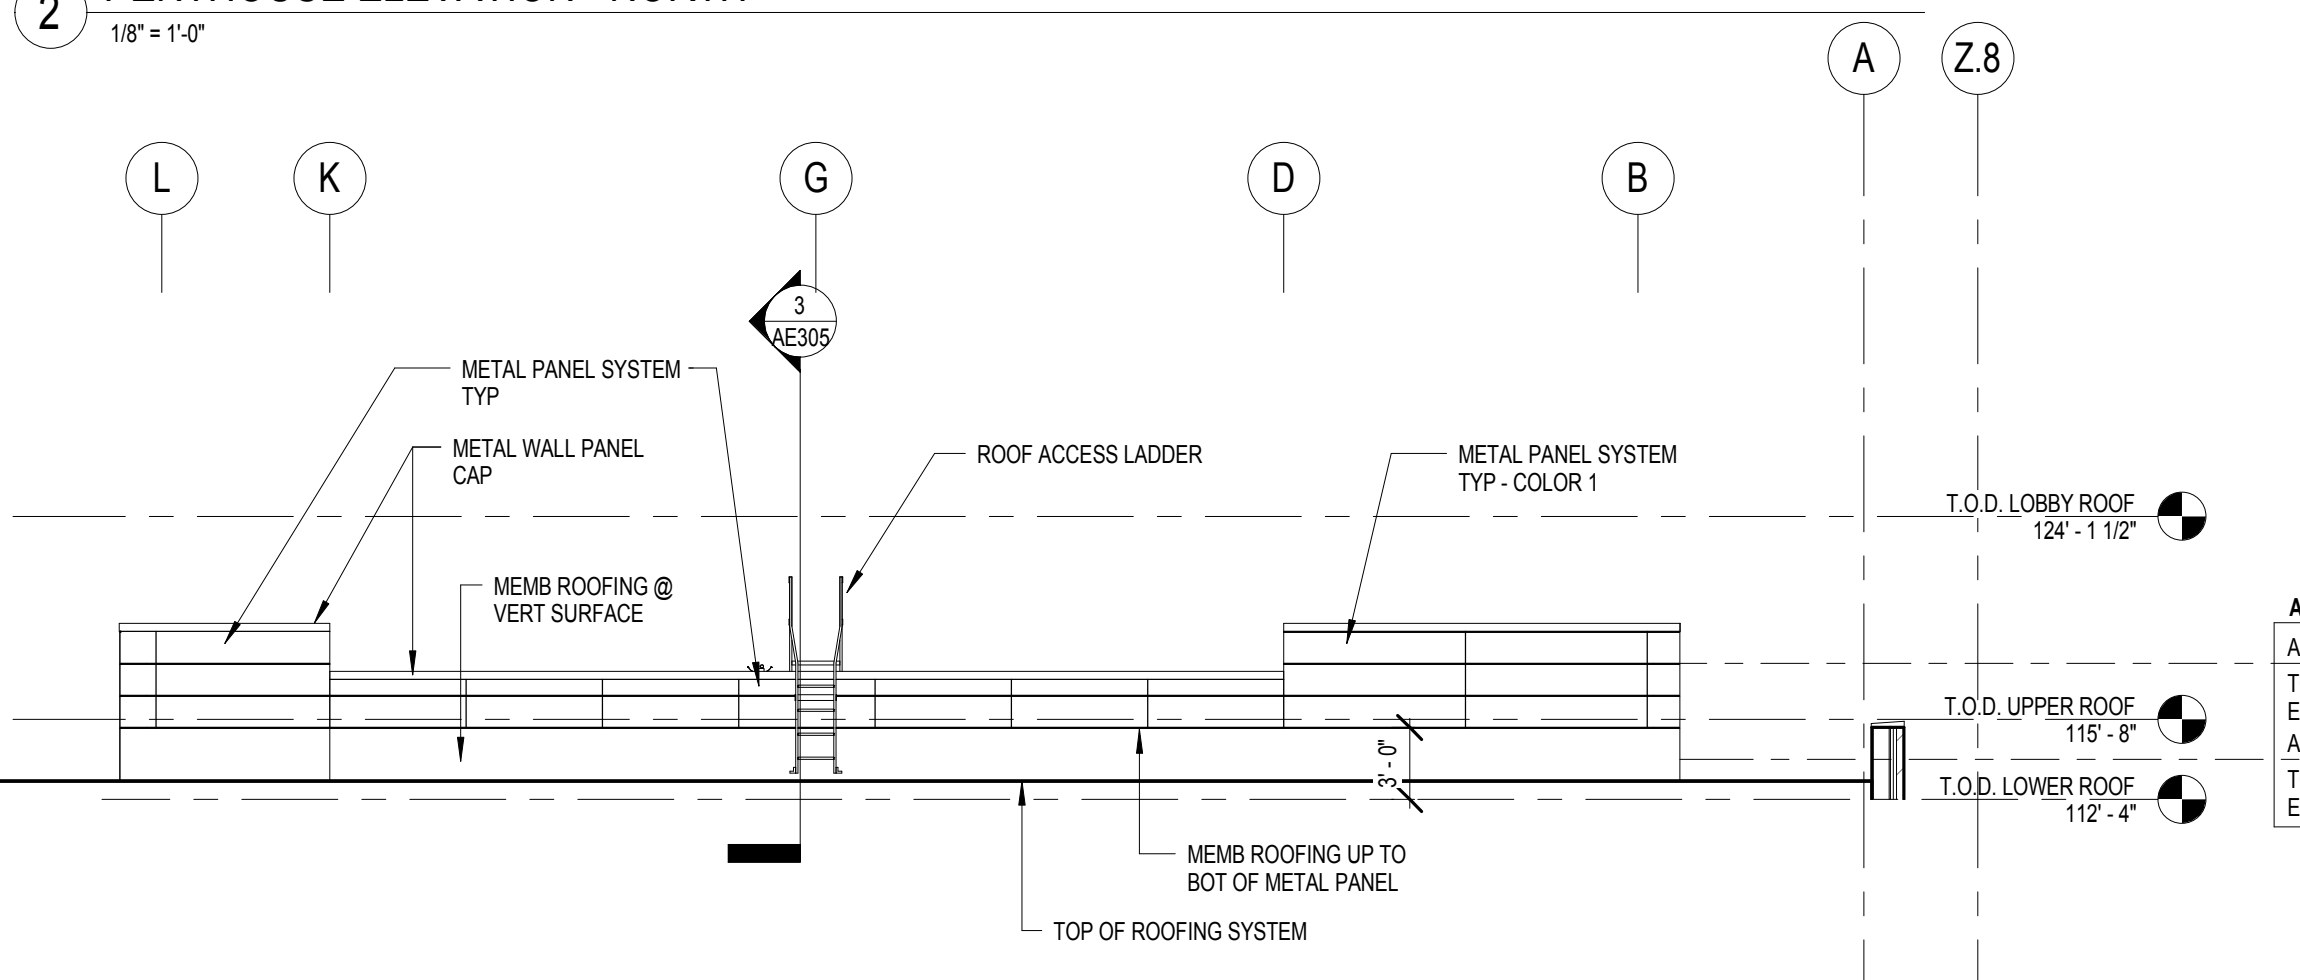 2
1/8" = 1'-0"
A
Z.8
L
K
G
D
B
3
AE305
METAL PANEL SYSTEM
TYP
METAL WALL PANEL
CAP
ROOF ACCESS LADDER
METAL PANEL SYSTEM
TYP - COLOR 1
T.O.D. LOBBY ROOF
124' - 1 1/2"
MEMB ROOFING @
VERT SURFACE
T.O.D. UPPER ROOF
115' - 8"
3' - 0"
T.O.D. LOWER ROOF
112' - 4"
MEMB ROOFING UP TO
BOT OF METAL PANEL
TOP OF ROOFING SYSTEM
A
A
T
E
A
T
E